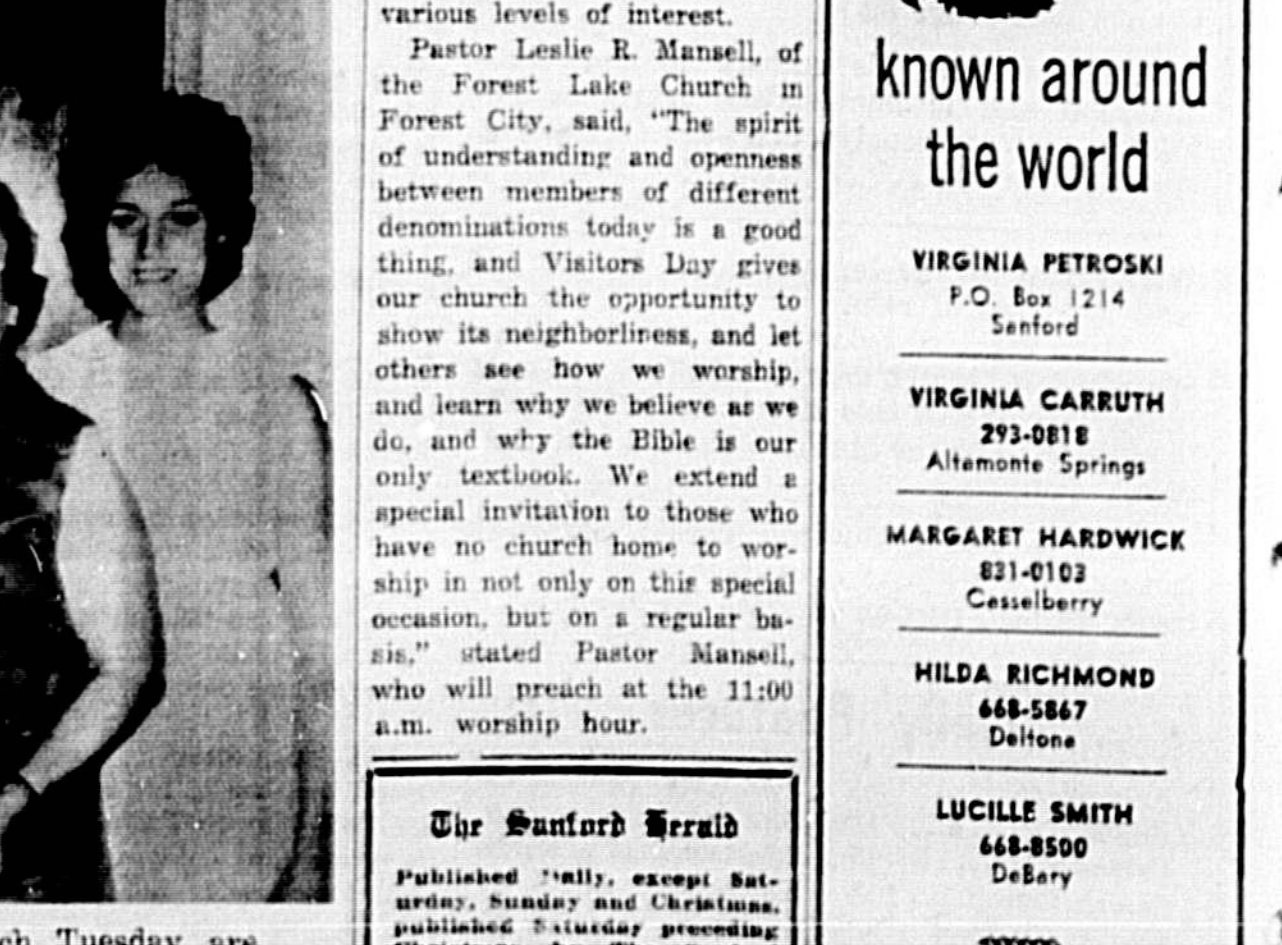 various levels of interest.
Pastor Leslie R. Mansell, of
the Forest Lake Church in
Forest City, said, "The spirit
of understanding and openness
between members of different
denominations today is a good
thing, and Visitors Day gives
our church the opportunity to
show its neighborliness, and let
others see how we worship,
and learn why we believe as we
do, and why the Bible is our
only textbook. We extend a
special invitation to those who
have no church home to wor-
ship in not only on this special
occasion, but on a regular ba-
sis," stated Pastor Mansell,
who will preach at the 11:00
a.m. worship hour.
The Sanford Herald
Published Daily, except Sat-
urday, Sunday and Christmas,
published Saturday preceding
known around
the world
VIRGINIA PETROSKI
P.O. Box 1214
Sanford
VIRGINIA CARRUTH
293-0818
Altamonte Springs
MARGARET HARDWICK
831-0103
Casselberry
HILDA RICHMOND
668-5867
Deltona
LUCILLE SMITH
668-8500
DeBary
Tuesday are